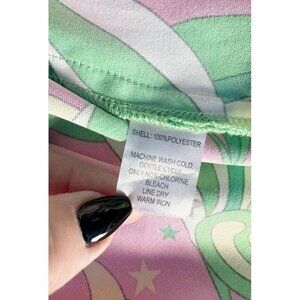 SHELL: 100%POLYESTER
MACHINE WASH COLD
GENTLE CYCLE
ONLY NON-CHLORINE
BLEACH
LINE DRY
WARM IRON